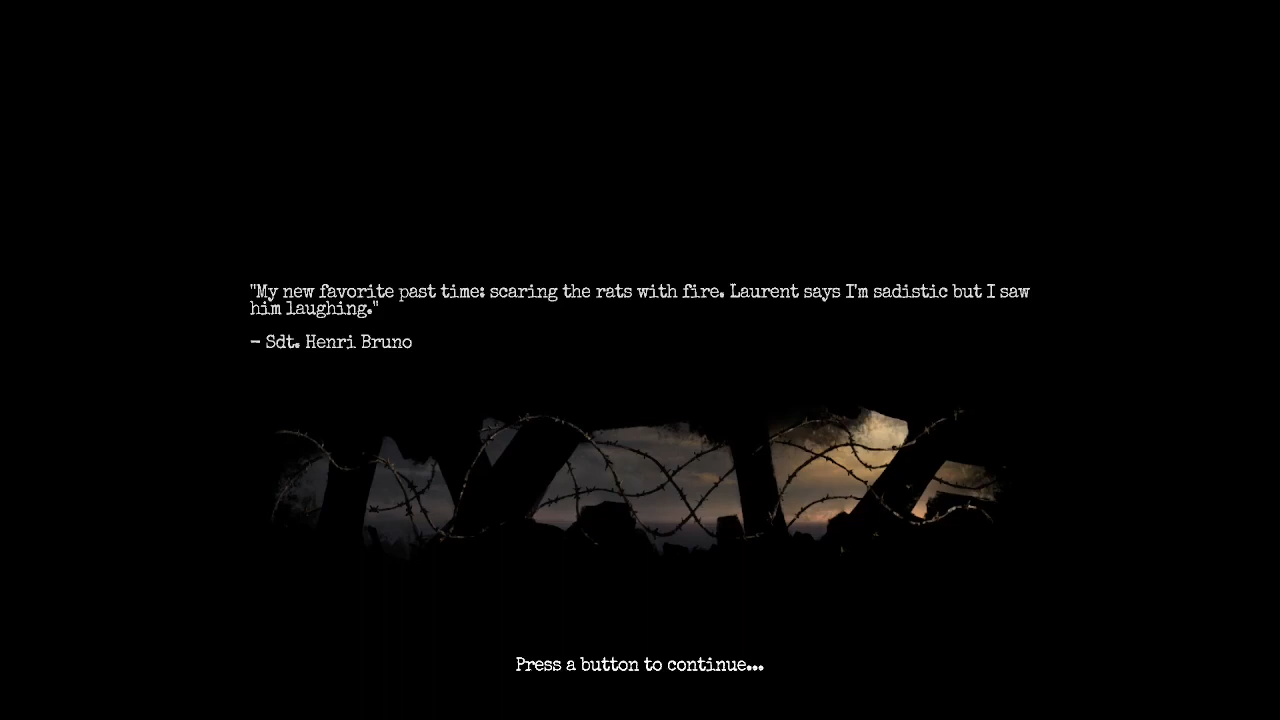 "My new favorite past time: scaring the rats with fire. Laurent says I'm sadistic but I saw
him laughing."
- Sdt. Henri Bruno
Press a button to continue...